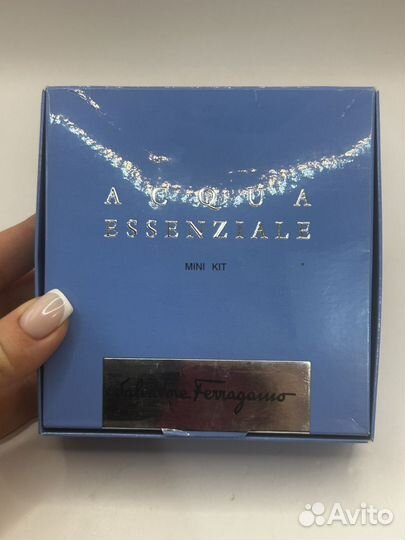 ACQUA
ESSENZIALE
MINI KIT
Salvatore Ferragamo
Avito